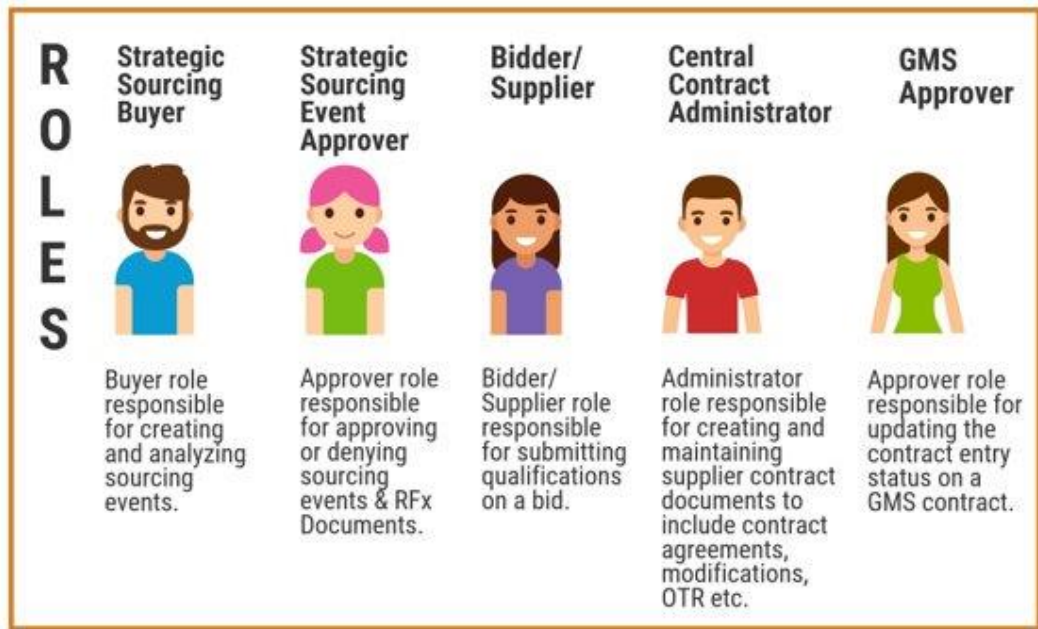 ROLES
Strategic
Sourcing
Buyer
Buyer role
responsible
for creating
and analyzing
sourcing
events.
Strategic
Sourcing
Event
Approver
Approver role
responsible
for approving
or denying
sourcing
events & RFx
Documents.
Bidder/
Supplier
Bidder/
Supplier role
responsible
for submitting
qualifications
on a bid.
Central
Contract
Administrator
Administrator
role responsible
for creating and
maintaining
supplier contract
documents to
include contract
agreements,
modifications,
OTR etc.
GMS
Approver
Approver role
responsible for
updating the
contract entry
status on a
GMS contract.